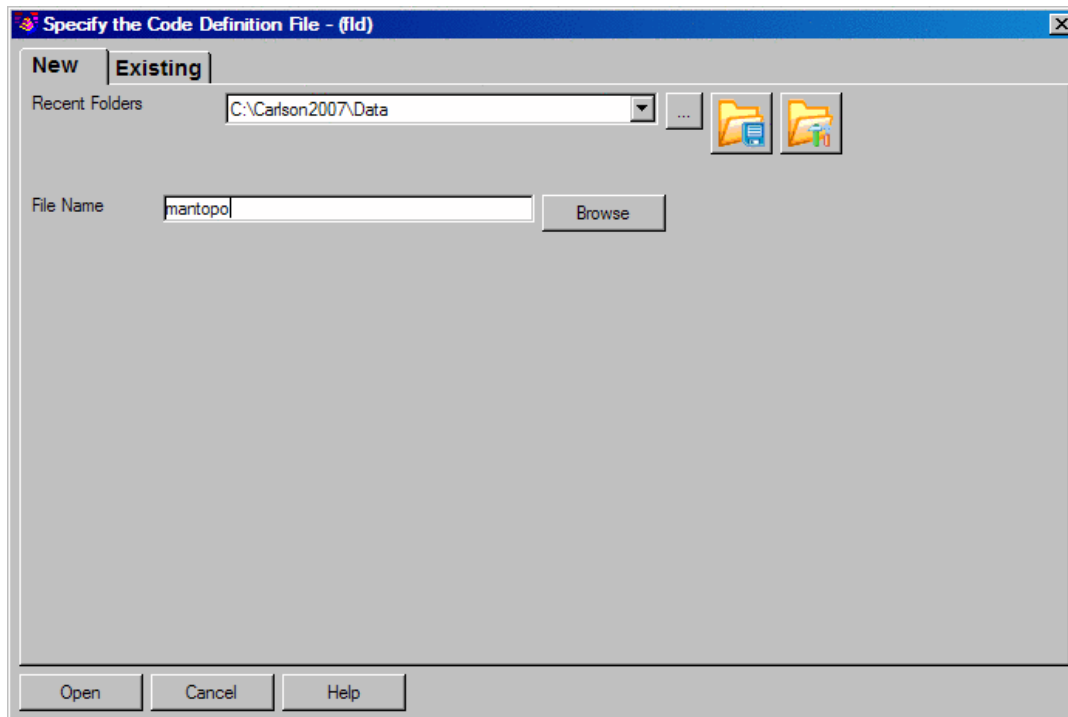 Specify the Code Definition File - (fld)
New Existing
Recent Folders C:\Carlson2007\Data ...
File Name mantopo Browse
Open Cancel Help